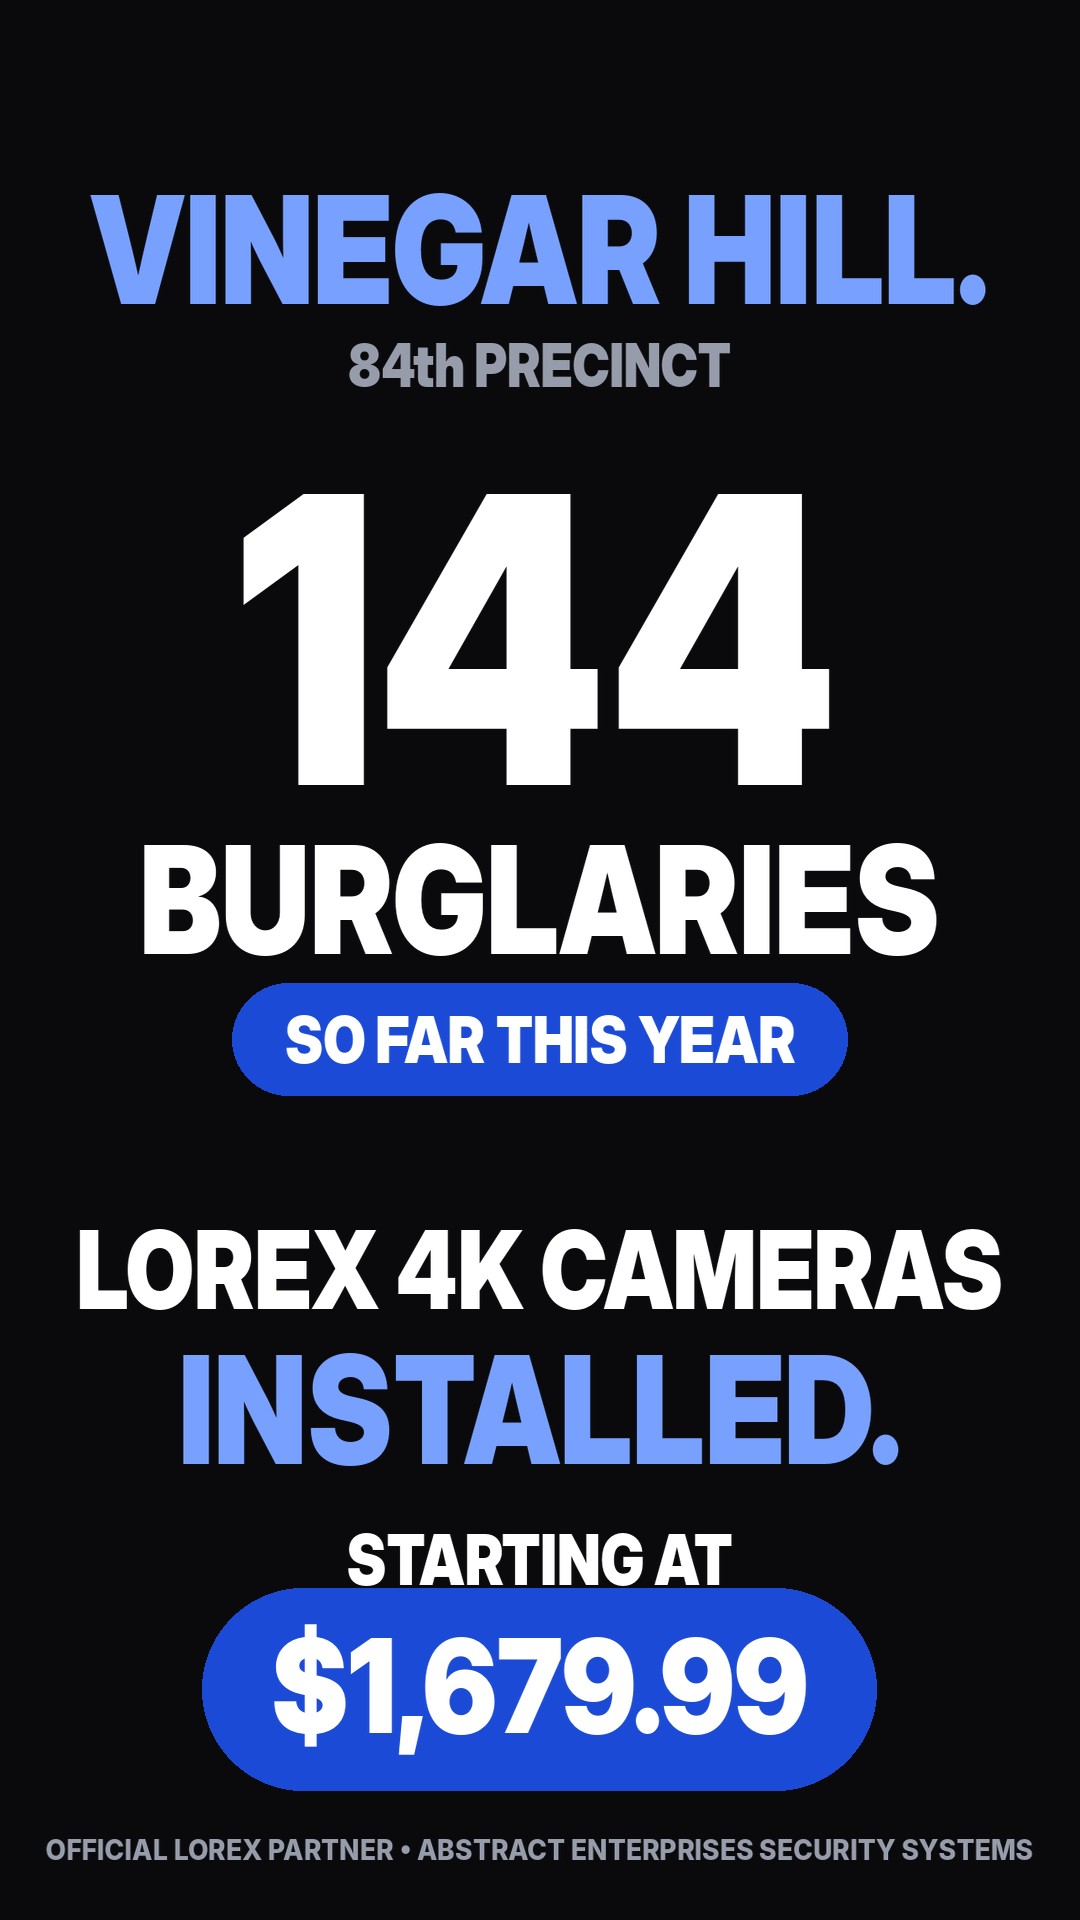 VINEGAR HILL.
84th PRECINCT
144
BURGLARIES
SO FAR THIS YEAR
LOREX 4K CAMERAS
INSTALLED.
STARTING AT
$1,679.99
OFFICIAL LOREX PARTNER • ABSTRACT ENTERPRISES SECURITY SYSTEMS